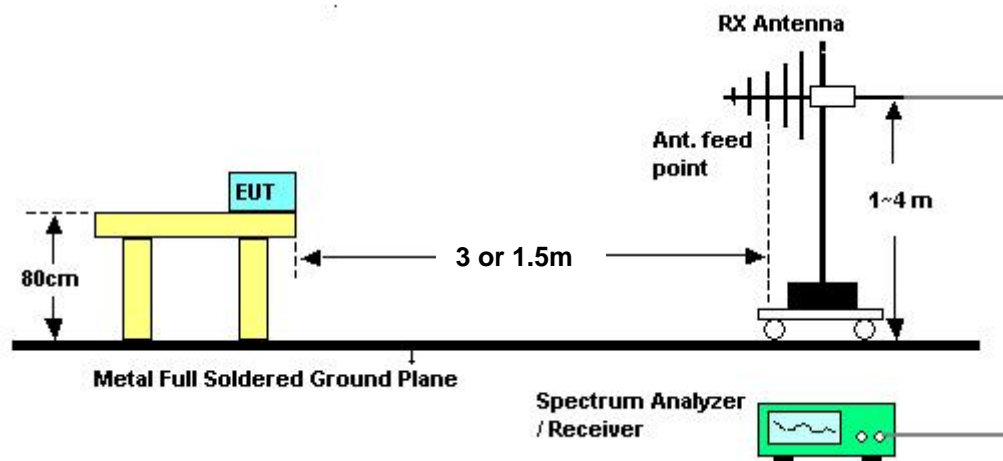 RX Antenna
Ant. feed
point
EUT
1~4 m
3 or 1.5m
80cm
Metal Full Soldered Ground Plane
Spectrum Analyzer
/ Receiver